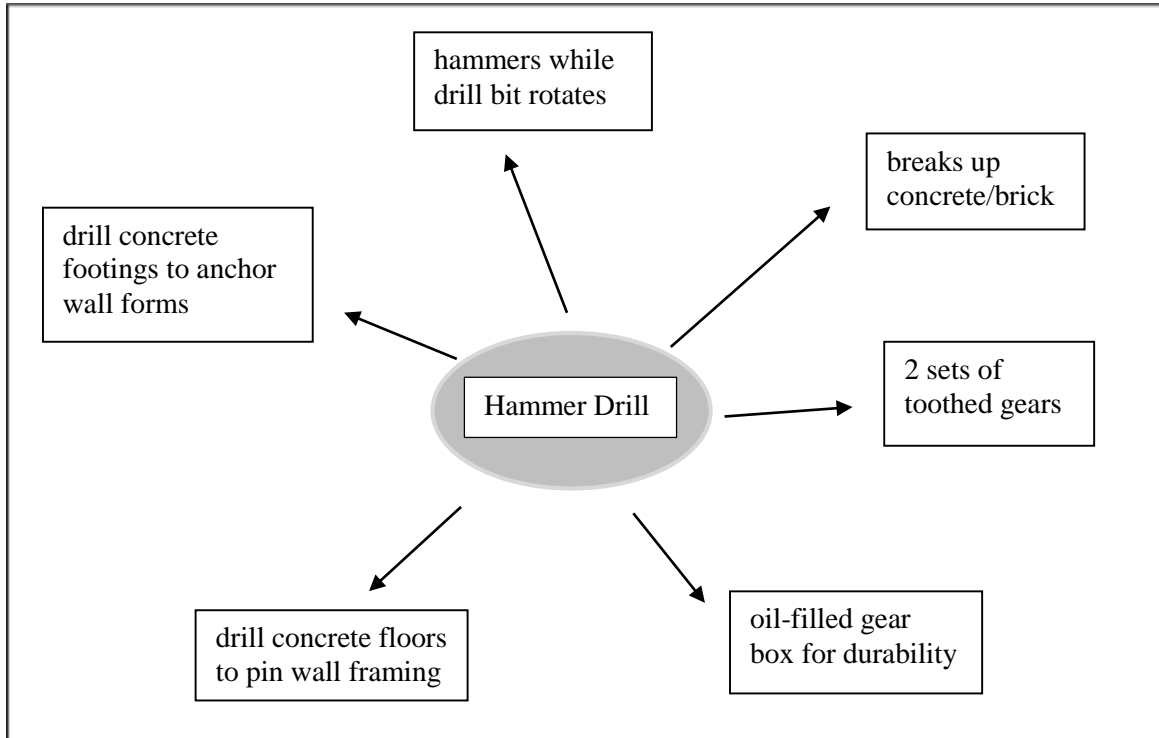 hammers while
drill bit rotates
breaks up
concrete/brick
drill concrete
footings to anchor
wall forms
2 sets of
toothed gears
Hammer Drill
drill concrete floors
to pin wall framing
oil-filled gear
box for durability